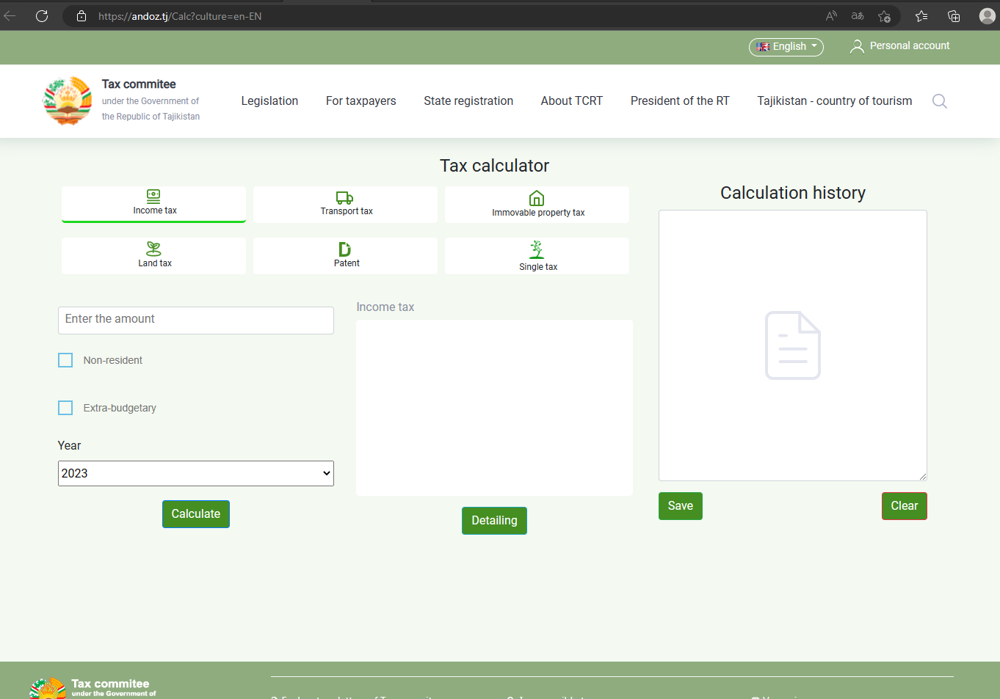 https://andoz.tj/Calc?culture=en-EN
English
Personal account
Tax commitee
under the Government of
the Republic of Tajikistan
Legislation
For taxpayers
State registration
About TCRT
President of the RT
Tajikistan - country of tourism
Tax calculator
Income tax
Transport tax
Immovable property tax
Land tax
Patent
Single tax
Enter the amount
Non-resident
Extra-budgetary
Year
2023
Calculate
Income tax
Detailing
Calculation history
Save
Clear
Tax commitee
under the Government of